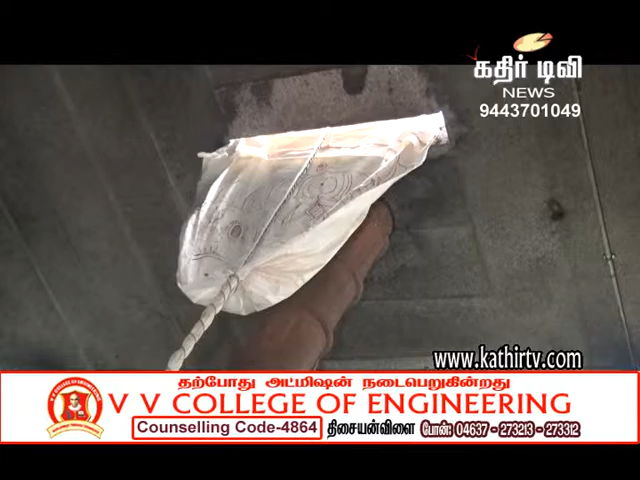 கதிர் டிவி
NEWS
9443701049
www.kathirtv.com
தற்போது அட்மிஷன் நடைபெறுகின்றது
V V COLLEGE OF ENGINEERING
Counselling Code-4864 திசையன்விளை போன்: 04637 - 273213 - 273312